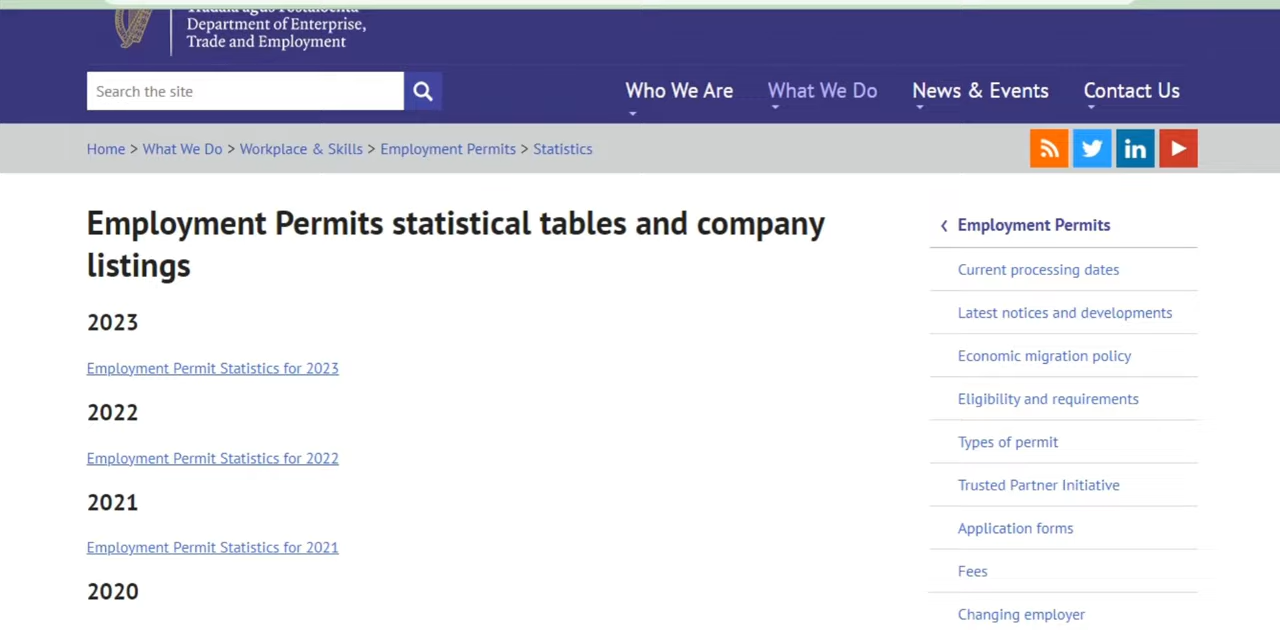 Department of Enterprise,
Trade and Employment
Search the site
Who We Are
What We Do
News & Events
Contact Us
Home > What We Do > Workplace & Skills > Employment Permits > Statistics
in
Employment Permits statistical tables and company
listings
2023
Employment Permit Statistics for 2023
2022
Employment Permit Statistics for 2022
2021
Employment Permit Statistics for 2021
2020
Employment Permits
Current processing dates
Latest notices and developments
Economic migration policy
Eligibility and requirements
Types of permit
Trusted Partner Initiative
Application forms
Fees
Changing employer